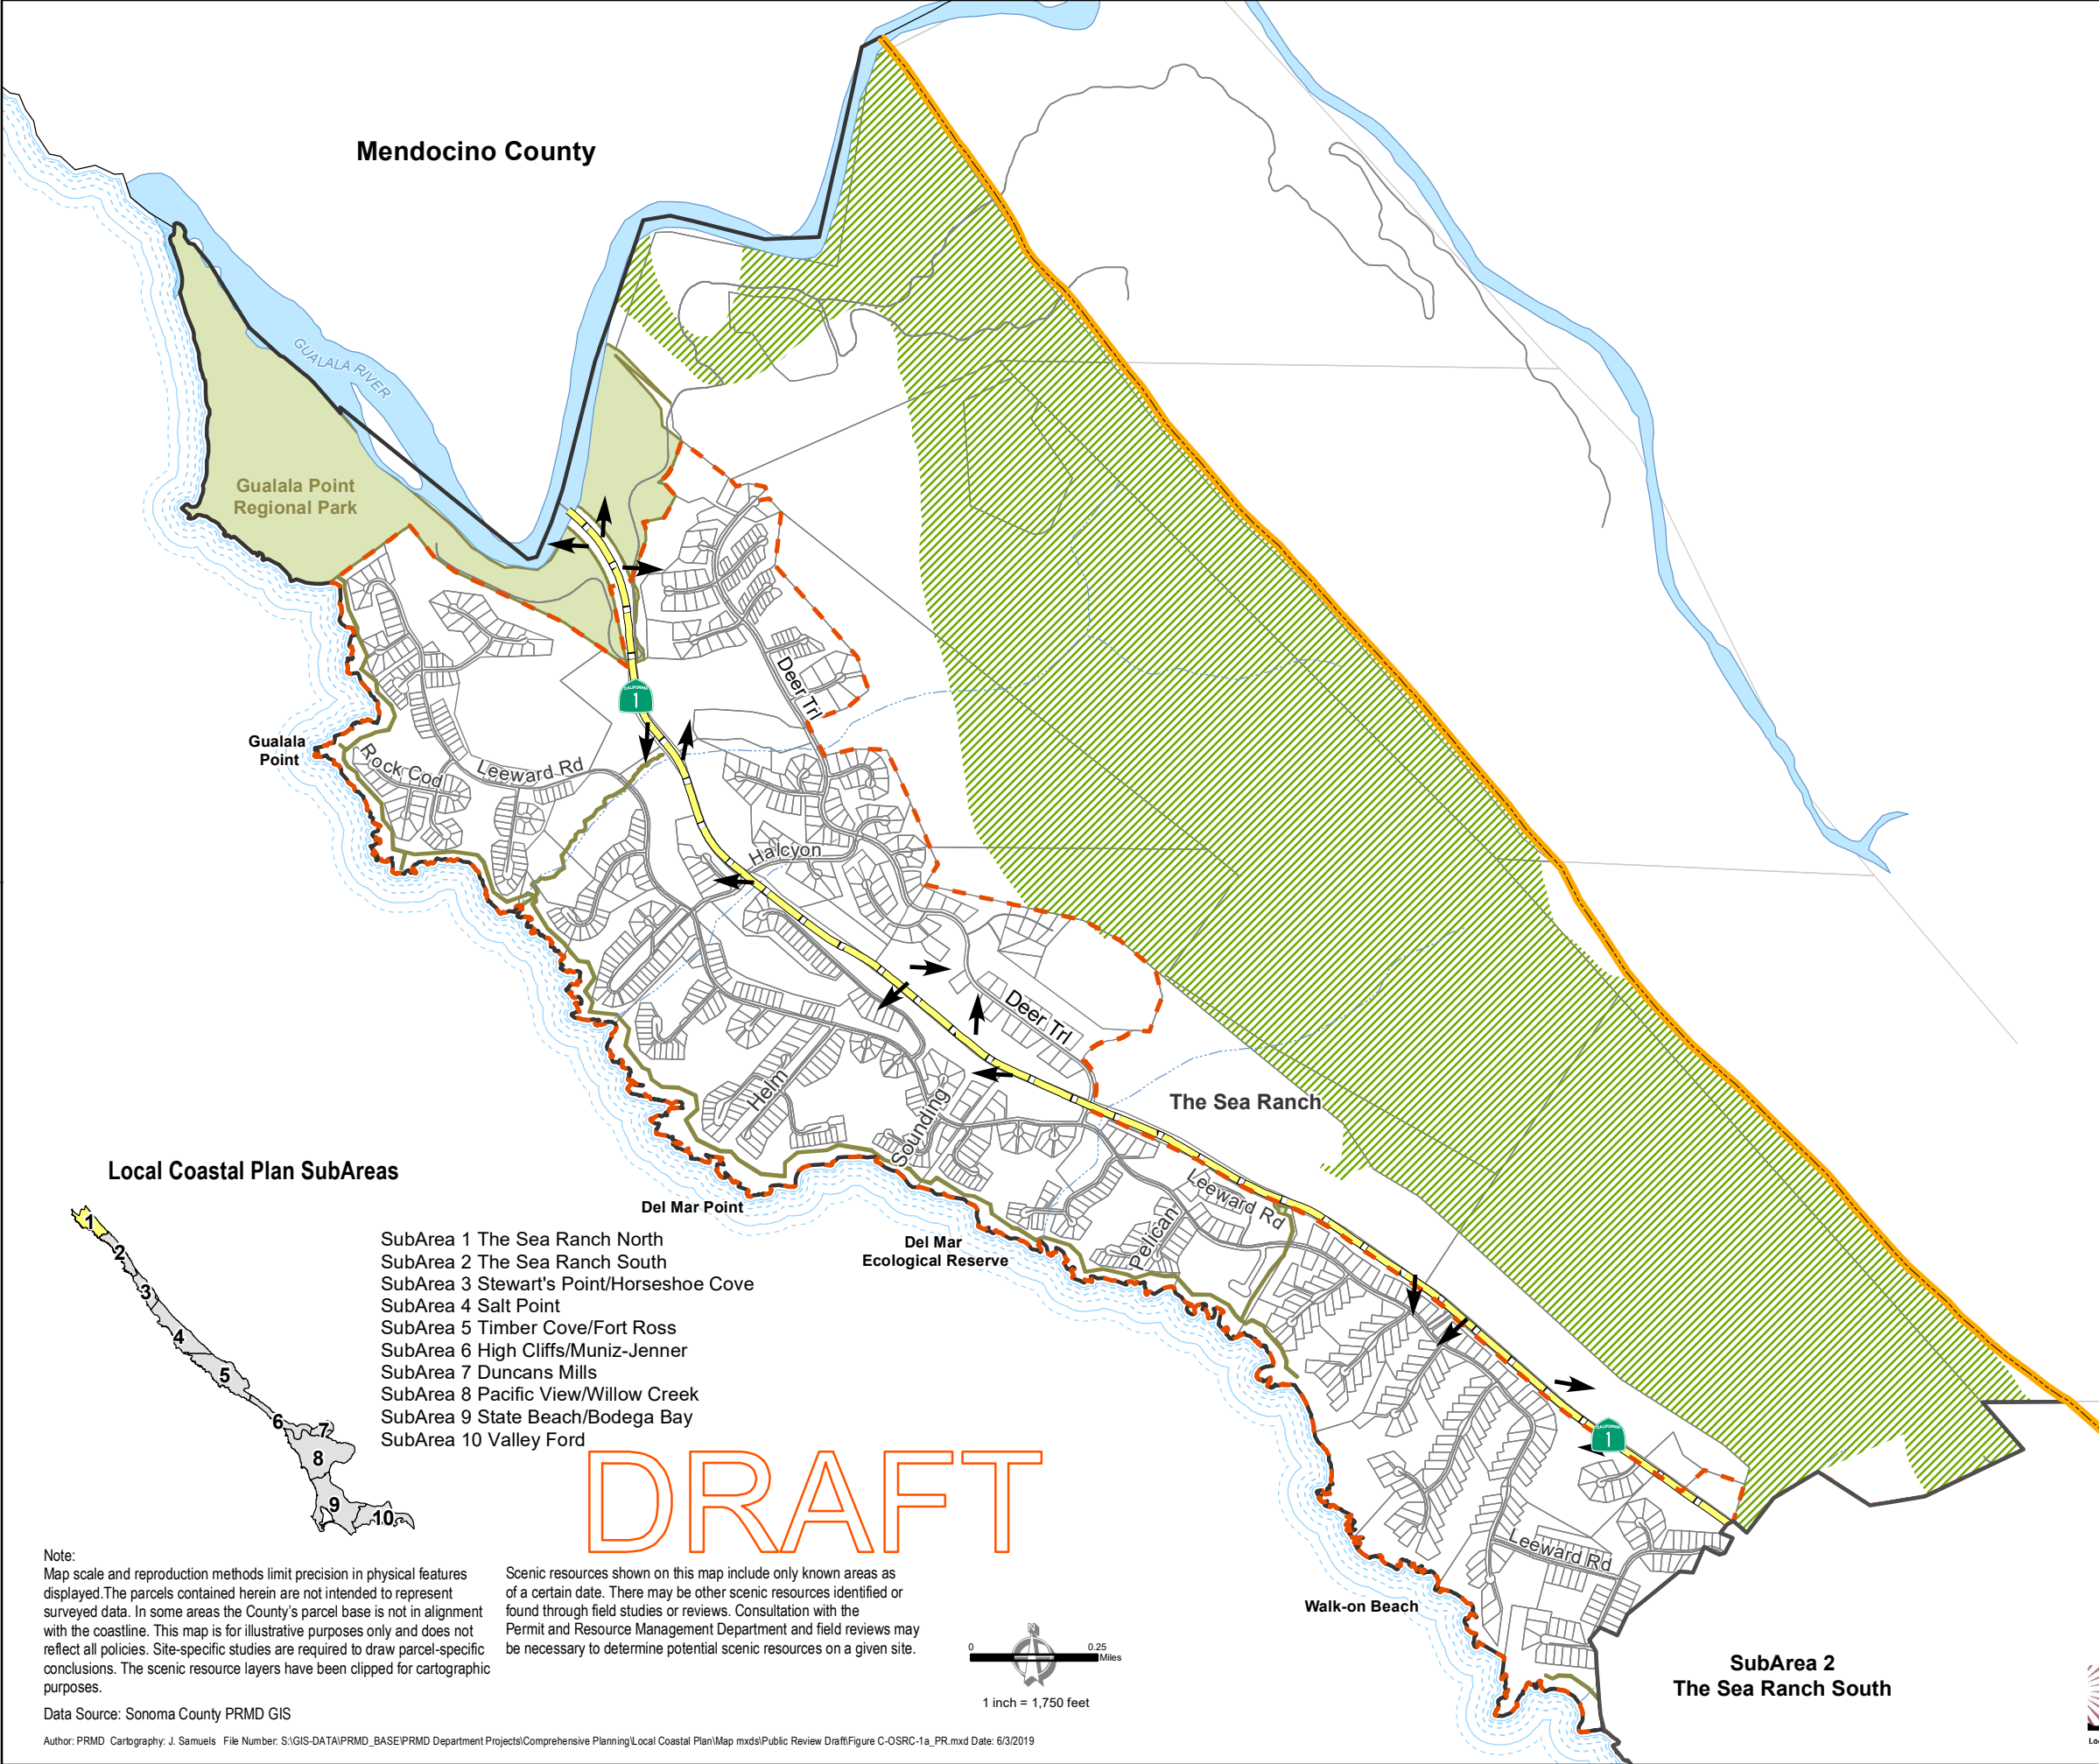 Mendocino County
GUALALA RIVER
Gualala Point
Regional Park
Deer Trl
CALIFORNIA
1
Gualala
Point
Rock Cod
Leeward Rd
Halcyon
Deer Trl
Helm
Sounding
The Sea Ranch
Leeward Rd
Pelican
Del Mar Point
Del Mar
Ecological Reserve
CALIFORNIA
1
Leeward Rd
Walk-on Beach
SubArea 2
The Sea Ranch South
Local Coastal Plan SubAreas
1
2
3
4
5
6
7
8
9
10
SubArea 1 The Sea Ranch North
SubArea 2 The Sea Ranch South
SubArea 3 Stewart's Point/Horseshoe Cove
SubArea 4 Salt Point
SubArea 5 Timber Cove/Fort Ross
SubArea 6 High Cliffs/Muniz-Jenner
SubArea 7 Duncans Mills
SubArea 8 Pacific View/Willow Creek
SubArea 9 State Beach/Bodega Bay
SubArea 10 Valley Ford
DRAFT
Note:
Map scale and reproduction methods limit precision in physical features
displayed.The parcels contained herein are not intended to represent
surveyed data. In some areas the County's parcel base is not in alignment
with the coastline. This map is for illustrative purposes only and does not
reflect all policies. Site-specific studies are required to draw parcel-specific
conclusions. The scenic resource layers have been clipped for cartographic
purposes.
Scenic resources shown on this map include only known areas as
of a certain date. There may be other scenic resources identified or
found through field studies or reviews. Consultation with the
Permit and Resource Management Department and field reviews may
be necessary to determine potential scenic resources on a given site.
N
0 0.25
Miles
1 inch = 1,750 feet
Data Source: Sonoma County PRMD GIS
Author: PRMD Cartography: J. Samuels File Number: S:\GIS-DATA\PRMD_BASE\PRMD Department Projects\Comprehensive Planning\Local Coastal Plan\Map mxds\Public Review Draft\Figure C-OSRC-1a_PR.mxd Date: 6/3/2019